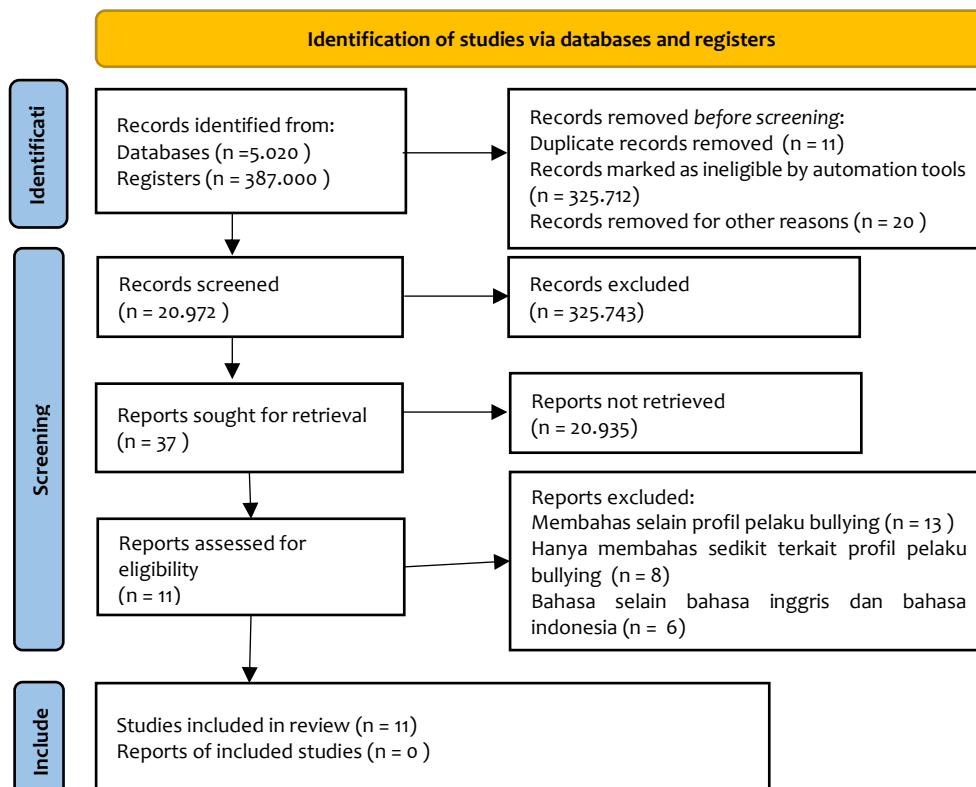 Identification of studies via databases and registers
Identificati
Records identified from:
Databases (n =5.020 )
Registers (n = 387.000 )
Records removed before screening:
Duplicate records removed (n = 11)
Records marked as ineligible by automation tools
(n = 325.712)
Records removed for other reasons (n = 20 )
Screening
Records screened
(n = 20.972 )
Records excluded
(n = 325.743)
Reports sought for retrieval
(n = 37 )
Reports not retrieved
(n = 20.935)
Reports assessed for
eligibility
(n = 11)
Reports excluded:
Membahas selain profil pelaku bullying (n = 13 )
Hanya membahas sedikit terkait profil pelaku
bullying (n = 8)
Bahasa selain bahasa inggris dan bahasa
indonesia (n = 6)
Include
Studies included in review (n = 11)
Reports of included studies (n = 0 )